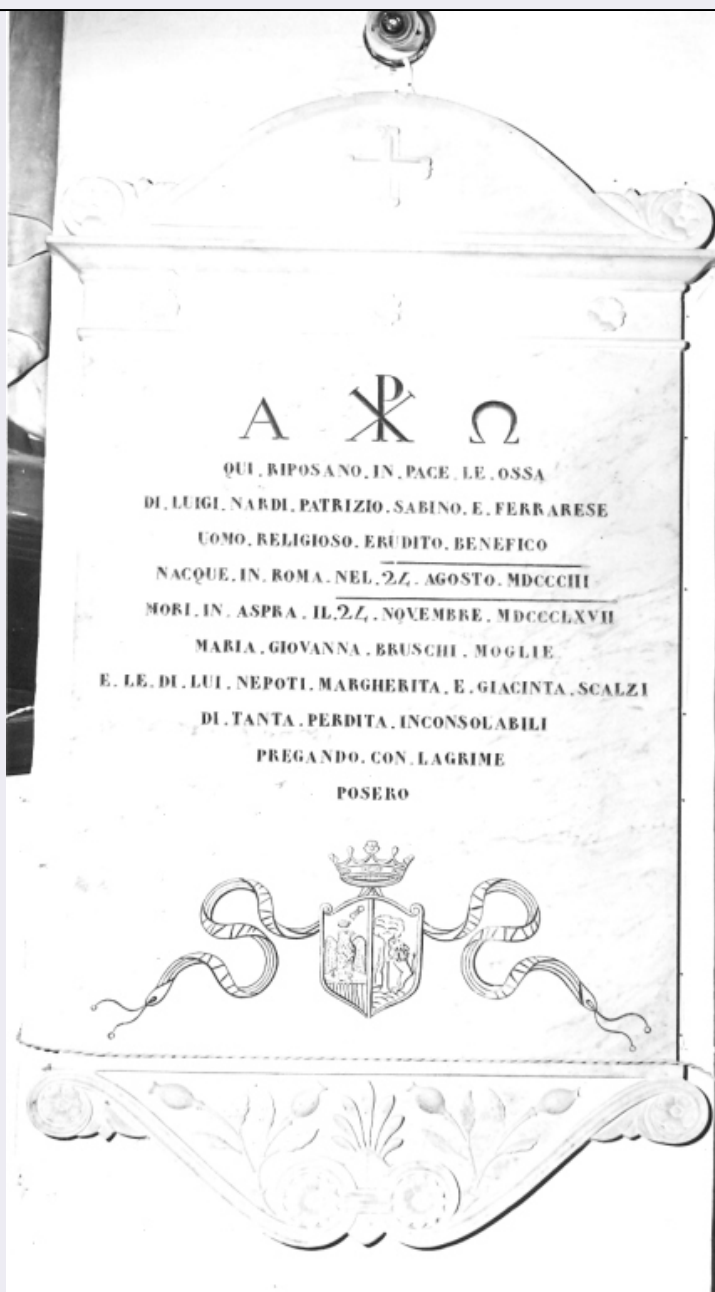 Α ☧ Ω
QUI . RIPOSANO . IN . PACE . LE . OSSA
DI . LUIGI . NARDI . PATRIZIO . SABINO . E . FERRARESE
UOMO . RELIGIOSO . ERUDITO . BENEFICO
NACQUE . IN . ROMA . NEL . 24 . AGOSTO . MDCCCIII
MORI . IN . ASPRA . IL . 24 . NOVEMBRE . MDCCCLXVII
MARIA . GIOVANNA . BRUSCHI . MOGLIE
E . LE . DI . LUI . NEPOTI . MARGHERITA . E . GIACINTA . SCALZI
DI . TANTA . PERDITA . INCONSOLABILI
PREGANDO . CON . LAGRIME
POSERO